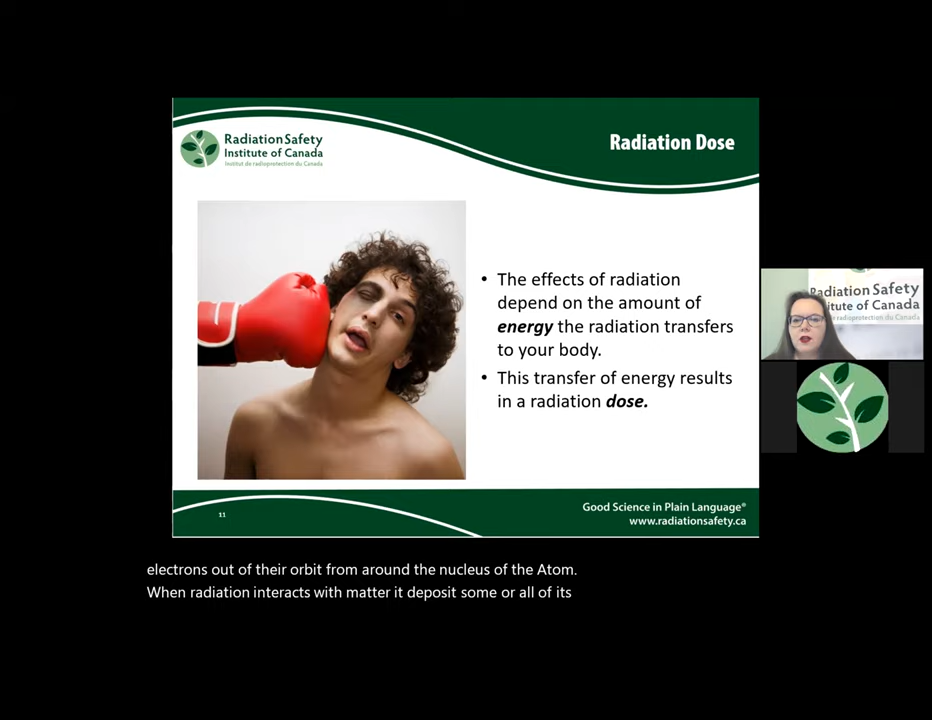 Radiation Safety
Institute of Canada
Institut de radioprotection du Canada
Radiation Dose
• The effects of radiation
depend on the amount of
energy the radiation transfers
to your body.
• This transfer of energy results
in a radiation dose.
11
Good Science in Plain Language®
www.radiationsafety.ca
Radiation Safety
itute of Canada
radioprotection du Canada
electrons out of their orbit from around the nucleus of the Atom.
When radiation interacts with matter it deposit some or all of its